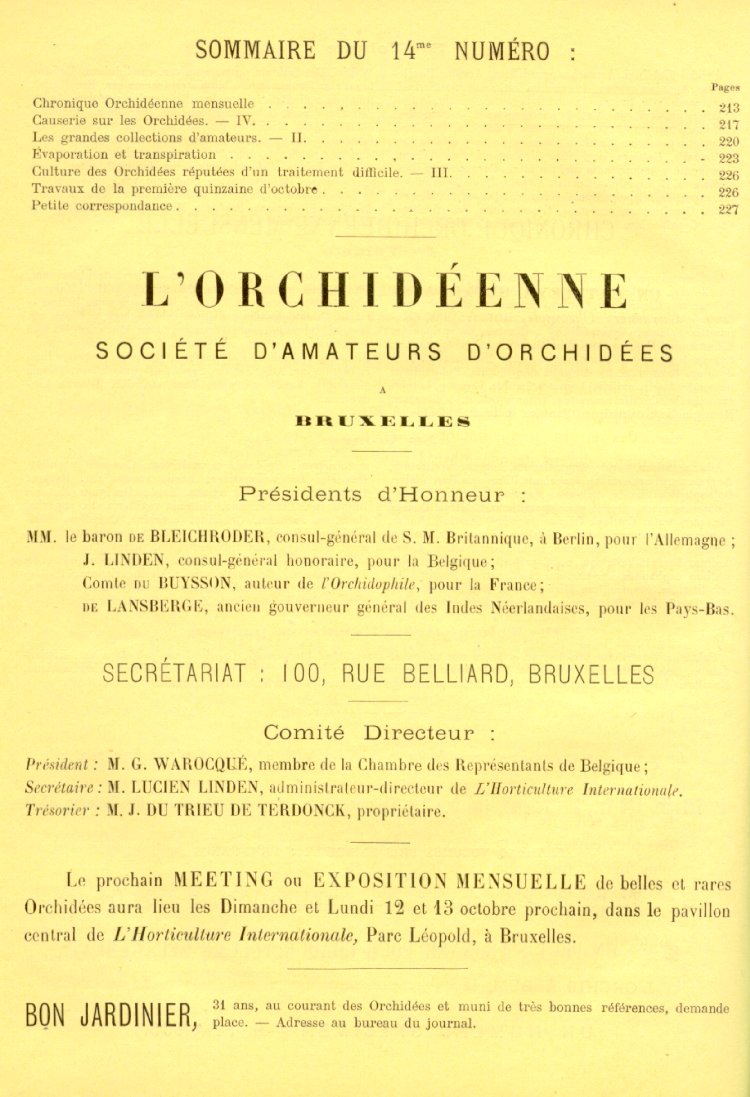 SOMMAIRE DU 14me NUMÉRO :
Pages
Chronique Orchidéenne mensuelle . . . . . . . . . . . . . . . . . . . . . . . 213
Causerie sur les Orchidées. — IV. . . . . . . . . . . . . . . . . . . . . . . . 217
Les grandes collections d'amateurs. — II. . . . . . . . . . . . . . . . . . . . . 220
Évaporation et transpiration . . . . . . . . . . . . . . . . . . . . . . . . . 223
Culture des Orchidées réputées d'un traitement difficile. — III. . . . . . . . . . . . . 226
Travaux de la première quinzaine d'octobre . . . . . . . . . . . . . . . . . . . . 226
Petite correspondance . . . . . . . . . . . . . . . . . . . . . . . . . . . . 227
L'ORCHIDÉENNE
SOCIÉTÉ D'AMATEURS D'ORCHIDÉES
A
BRUXELLES
Présidents d'Honneur :
MM. le baron DE BLEICHRODER, consul-général de S. M. Britannique, à Berlin, pour l'Allemagne ;
J. LINDEN, consul-général honoraire, pour la Belgique ;
Comte DU BUYSSON, auteur de l'Orchidophile, pour la France ;
DE LANSBERGE, ancien gouverneur général des Indes Néerlandaises, pour les Pays-Bas.
SECRÉTARIAT : 100, RUE BELLIARD, BRUXELLES
Comité Directeur :
Président : M. G. WAROCQUÉ, membre de la Chambre des Représentants de Belgique ;
Secrétaire : M. LUCIEN LINDEN, administrateur-directeur de L'Horticulture Internationale.
Trésorier : M. J. DU TRIEU DE TERDONCK, propriétaire.
Le prochain MEETING ou EXPOSITION MENSUELLE de belles et rares
Orchidées aura lieu les Dimanche et Lundi 12 et 13 octobre prochain, dans le pavillon
central de L'Horticulture Internationale, Parc Léopold, à Bruxelles.
BON JARDINIER, 31 ans, au courant des Orchidées et muni de très bonnes références, demande
place. — Adresse au bureau du journal.